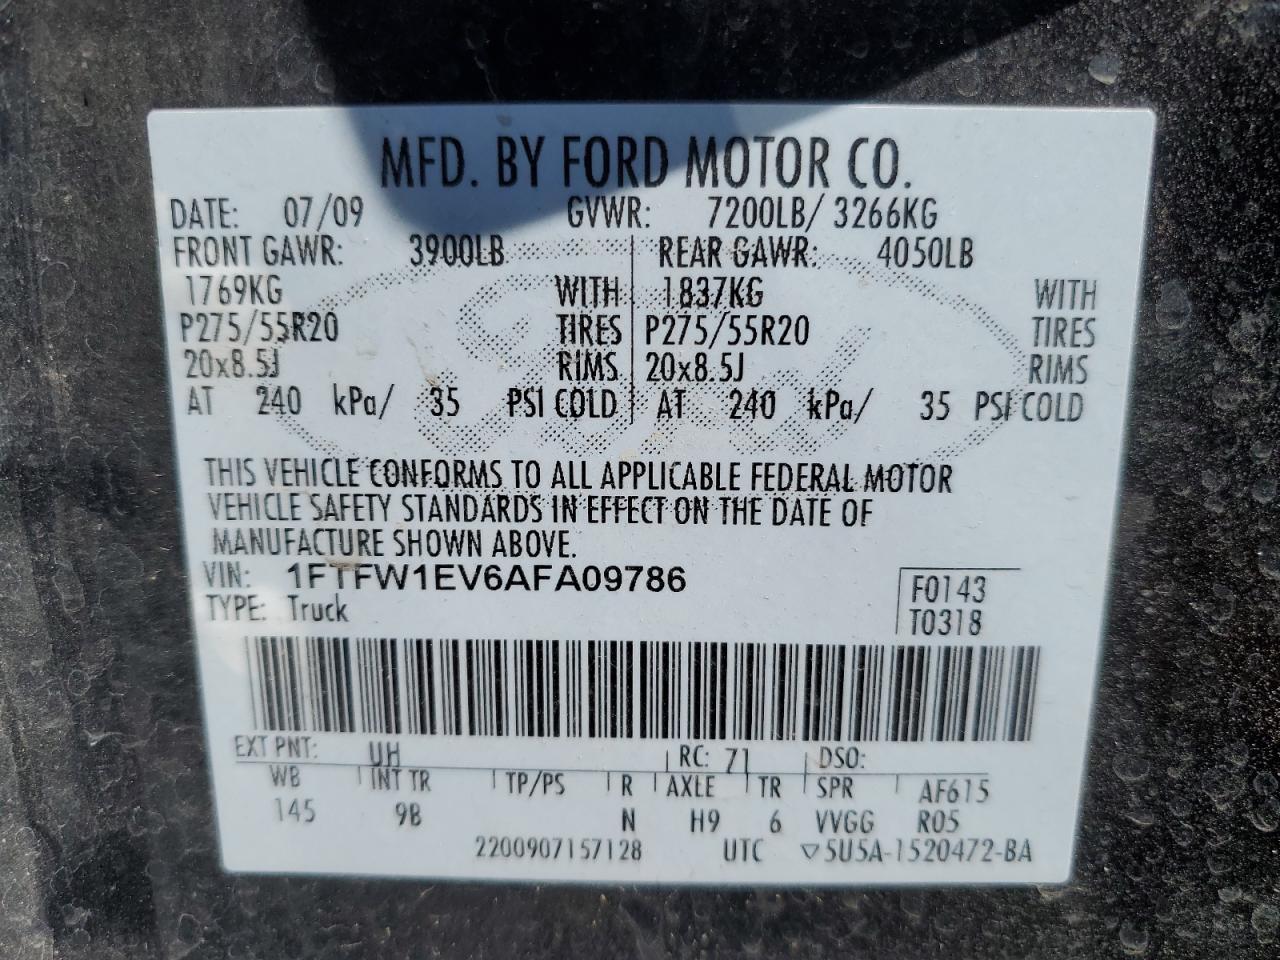 MFD. BY FORD MOTOR CO.
DATE: 07/09 GVWR: 7200LB/ 3266KG
FRONT GAWR: 3900LB REAR GAWR: 4050LB
1769KG WITH 1837KG WITH
P275/55R20 TIRES P275/55R20 TIRES
20x8.5J RIMS 20x8.5J RIMS
AT 240 kPa/ 35 PSI COLD AT 240 kPa/ 35 PSI COLD
THIS VEHICLE CONFORMS TO ALL APPLICABLE FEDERAL MOTOR
VEHICLE SAFETY STANDARDS IN EFFECT ON THE DATE OF
MANUFACTURE SHOWN ABOVE.
VIN: 1FTFW1EV6AFA09786 F0143
TYPE: Truck T0318
EXT PNT: UH RC: 71 DSO:
WB INT TR TP/PS R AXLE TR SPR AF615
145 9B N H9 6 VVGG R05
2200907157128 UTC ▽5U5A-1520472-BA